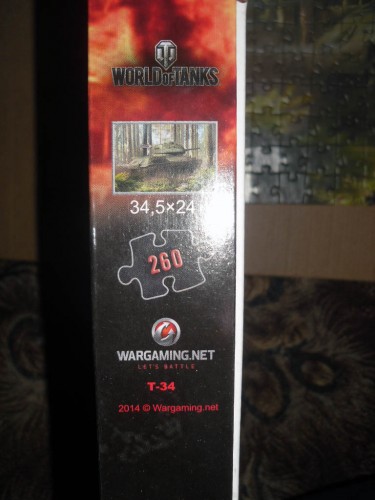 WORLD OF TANKS
34,5×24
260
WARGAMING.NET
LET'S BATTLE
T-34
2014 © Wargaming.net